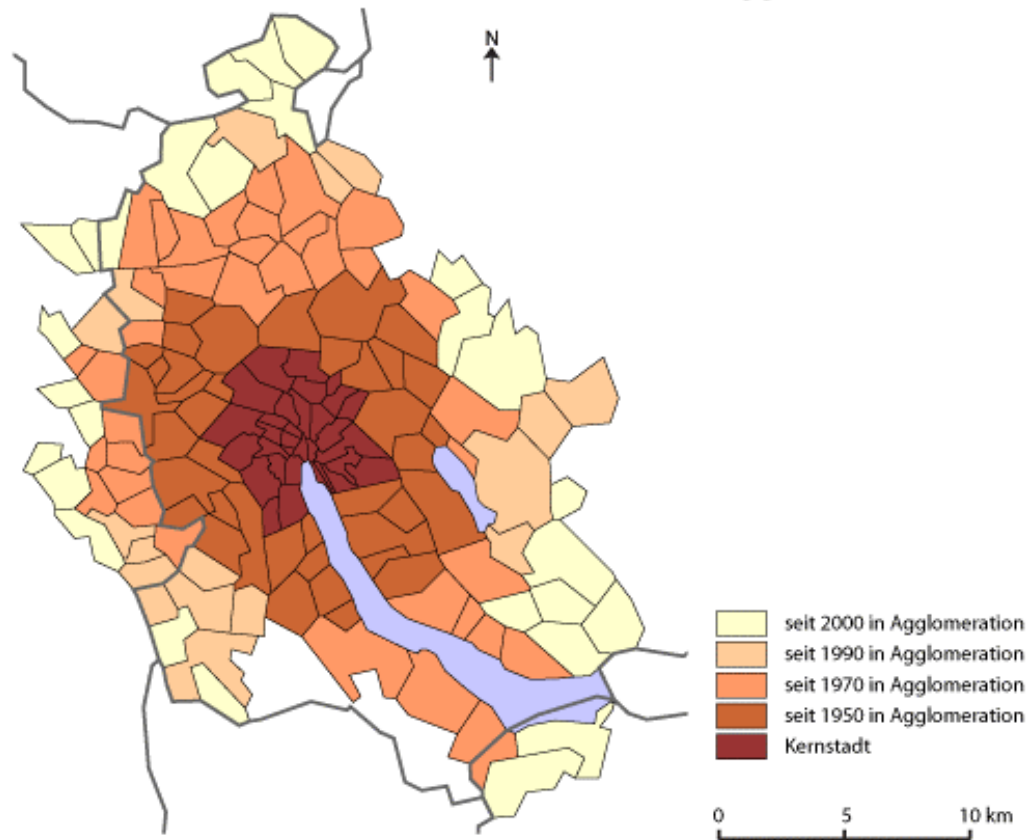 N
seit 2000 in Agglomeration
seit 1990 in Agglomeration
seit 1970 in Agglomeration
seit 1950 in Agglomeration
Kernstadt
0 5 10 km